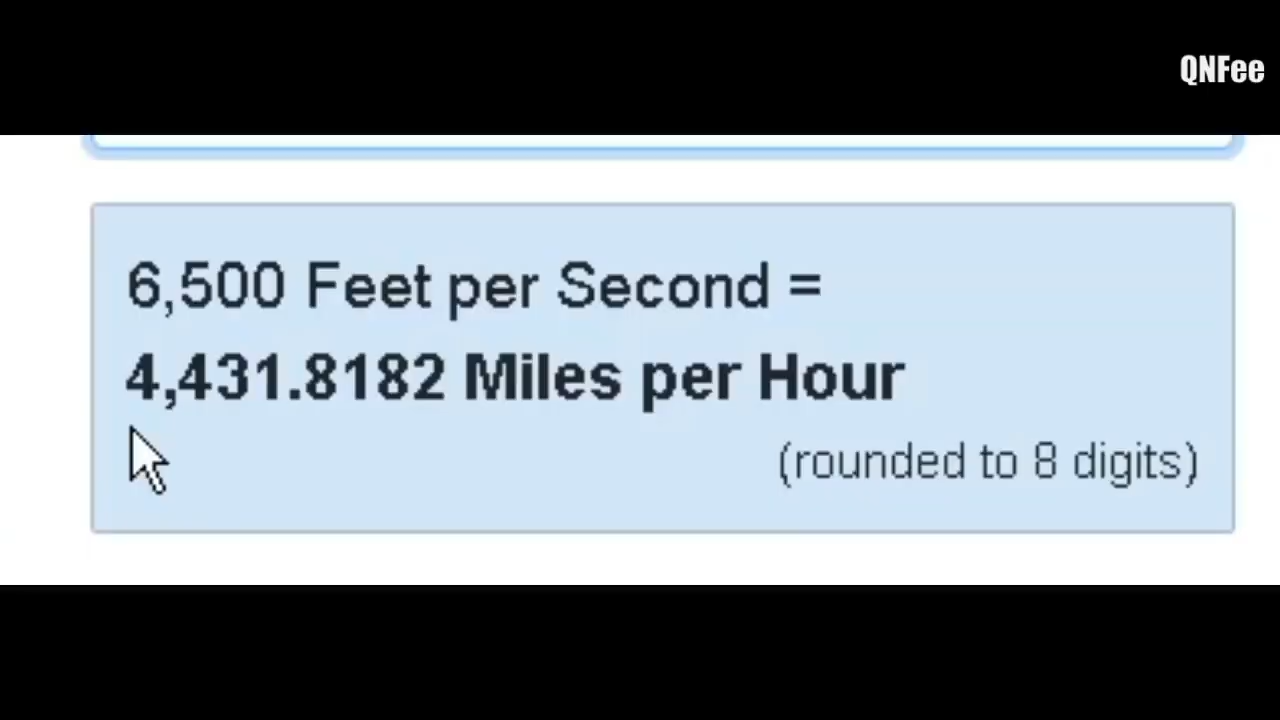 QNFee
6,500 Feet per Second =
4,431.8182 Miles per Hour
(rounded to 8 digits)